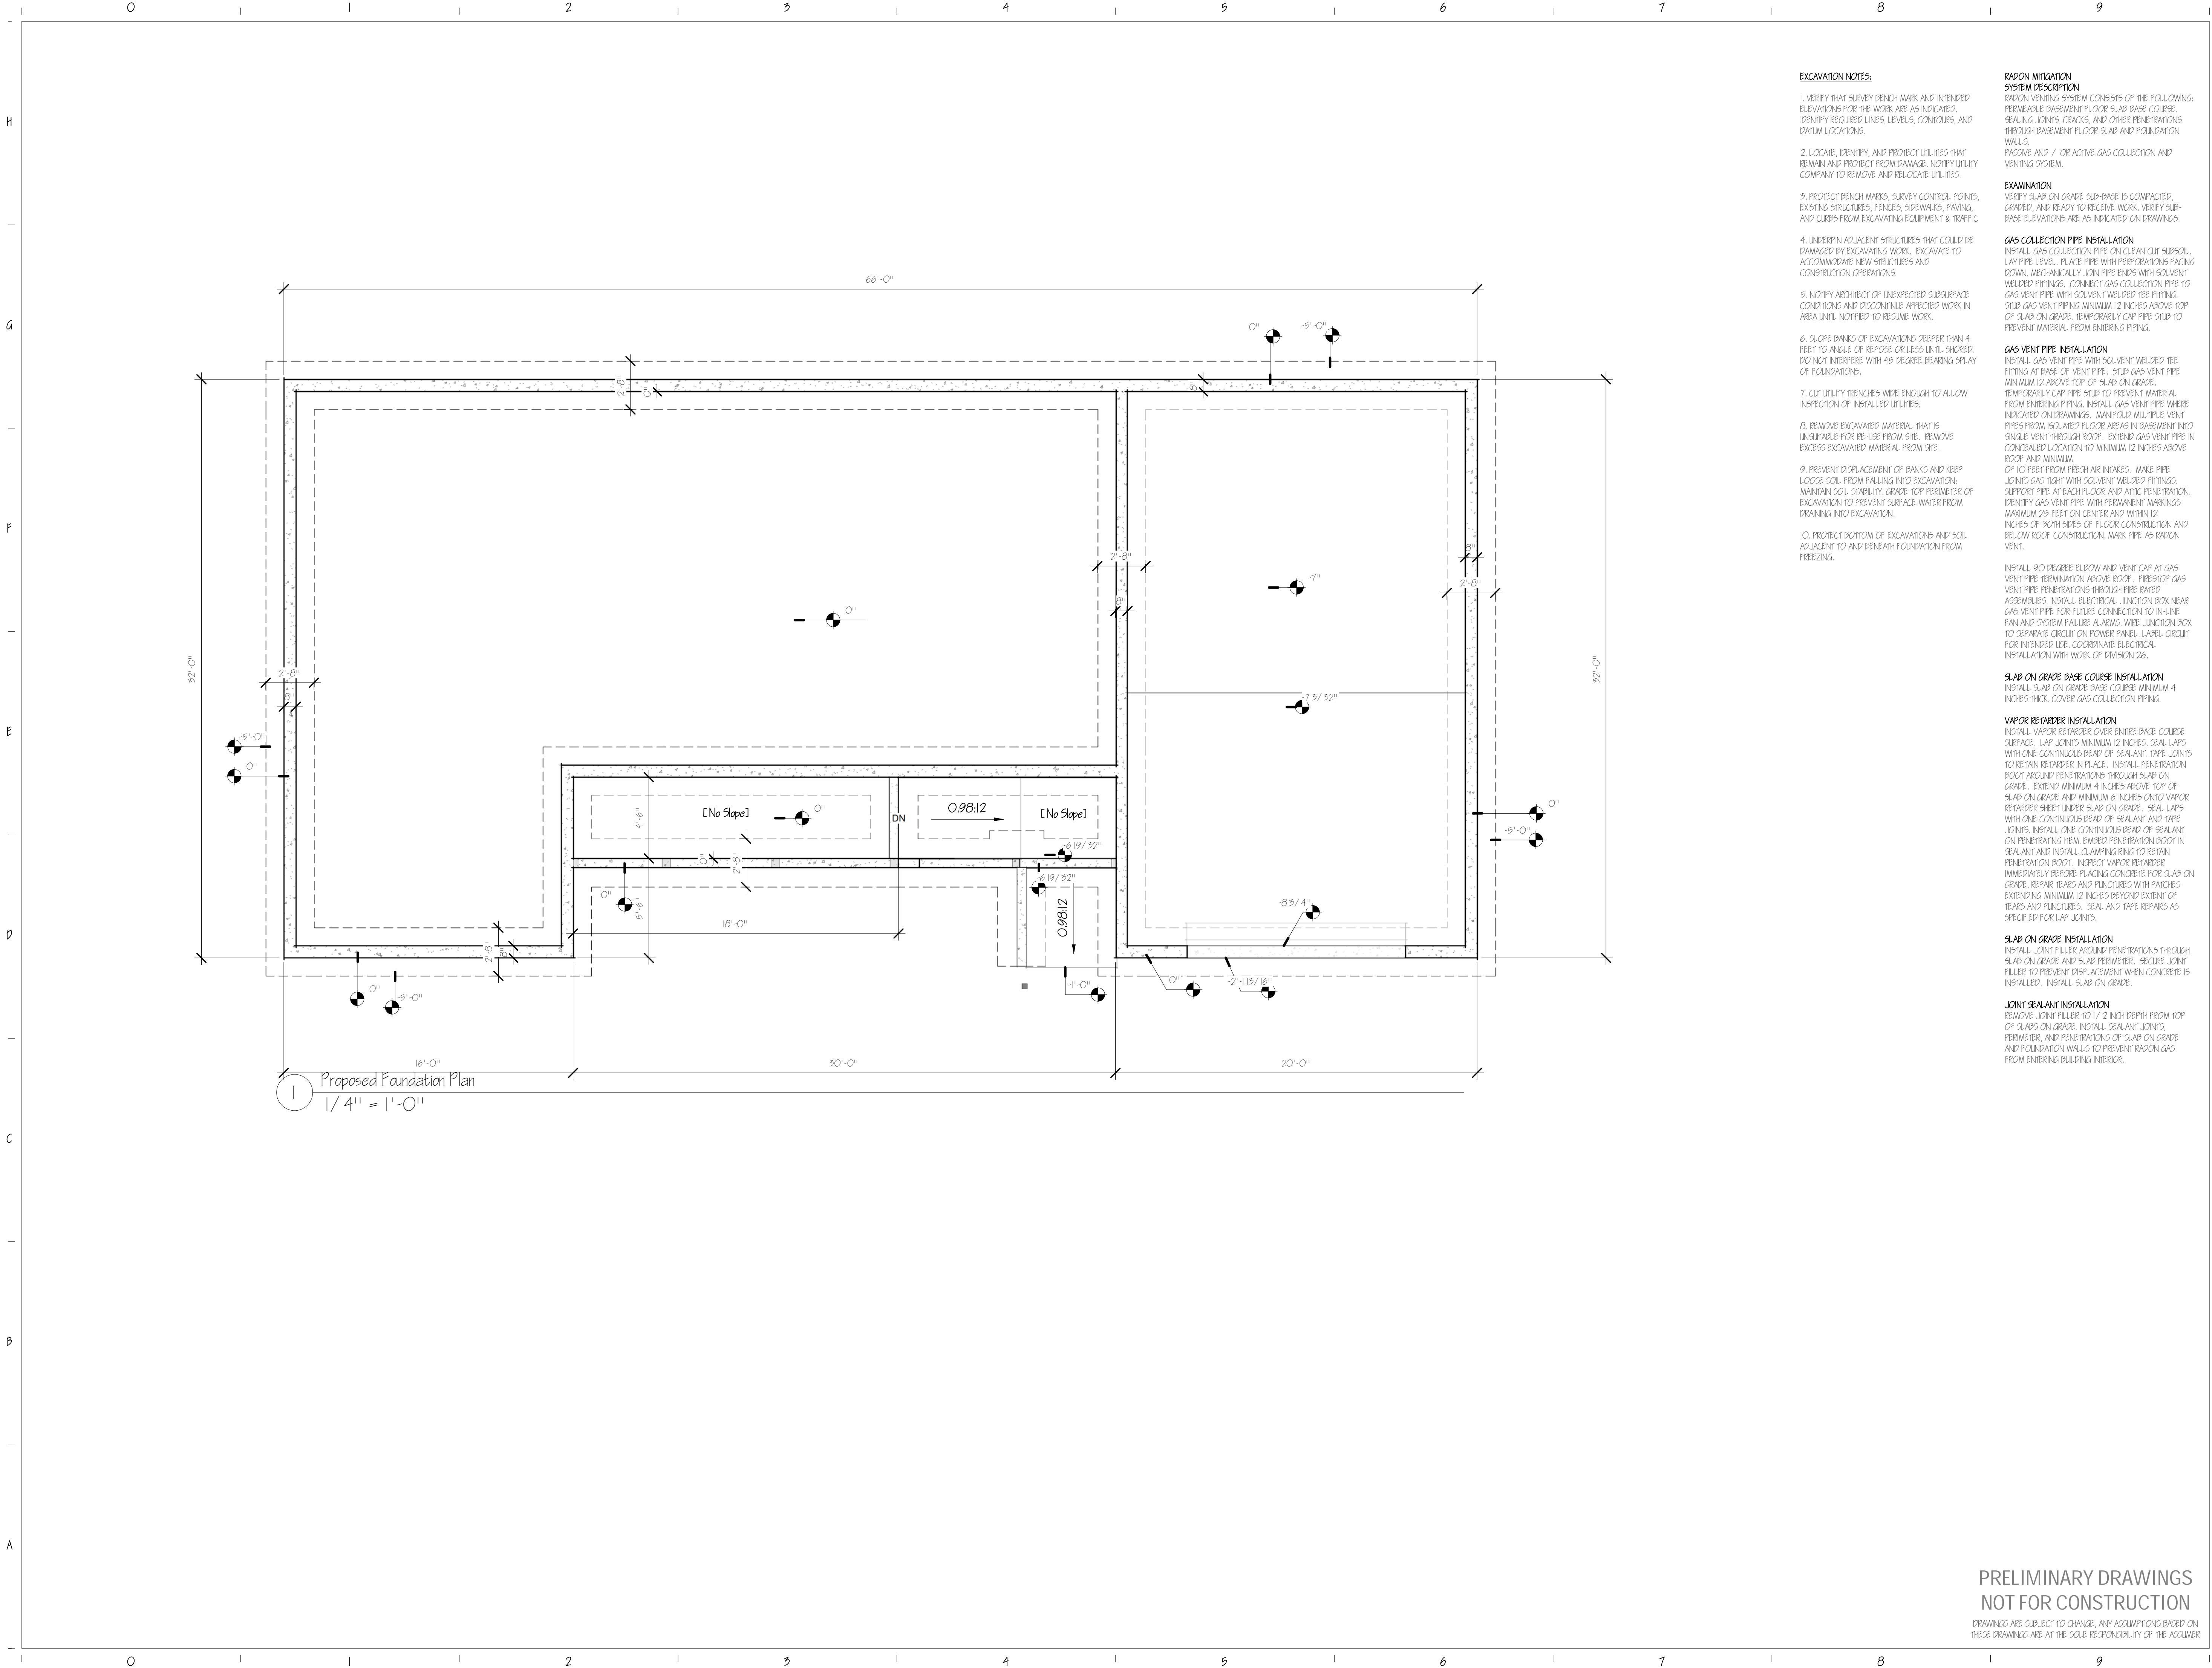 0 1 2 3 4 5 6 7 8 9
H
G
F
E
D
C
B
A
EXCAVATION NOTES:
1. VERIFY THAT SURVEY BENCH MARK AND INTENDED
ELEVATIONS FOR THE WORK ARE AS INDICATED.
IDENTIFY REQUIRED LINES, LEVELS, CONTOURS, AND
DATUM LOCATIONS.
2. LOCATE, IDENTIFY, AND PROTECT UTILITIES THAT
REMAIN AND PROTECT FROM DAMAGE. NOTIFY UTILITY
COMPANY TO REMOVE AND RELOCATE UTILITIES.
3. PROTECT BENCH MARKS, SURVEY CONTROL POINTS,
EXISTING STRUCTURES, FENCES, SIDEWALKS, PAVING,
AND CURBS FROM EXCAVATING EQUIPMENT & TRAFFIC
4. UNDERPIN ADJACENT STRUCTURES THAT COULD BE
DAMAGED BY EXCAVATING WORK. EXCAVATE TO
ACCOMMODATE NEW STRUCTURES AND
CONSTRUCTION OPERATIONS.
5. NOTIFY ARCHITECT OF UNEXPECTED SUBSURFACE
CONDITIONS AND DISCONTINUE AFFECTED WORK IN
AREA UNTIL NOTIFIED TO RESUME WORK.
6. SLOPE BANKS OF EXCAVATIONS DEEPER THAN 4
FEET TO ANGLE OF REPOSE OR LESS UNTIL SHORED.
DO NOT INTERFERE WITH 45 DEGREE BEARING SPLAY
OF FOUNDATIONS.
7. CUT UTILITY TRENCHES WIDE ENOUGH TO ALLOW
INSPECTION OF INSTALLED UTILITIES.
8. REMOVE EXCAVATED MATERIAL THAT IS
UNSUITABLE FOR RE-USE FROM SITE. REMOVE
EXCESS EXCAVATED MATERIAL FROM SITE.
9. PREVENT DISPLACEMENT OF BANKS AND KEEP
LOOSE SOIL FROM FALLING INTO EXCAVATION;
MAINTAIN SOIL STABILITY. GRADE TOP PERIMETER OF
EXCAVATION TO PREVENT SURFACE WATER FROM
DRAINING INTO EXCAVATION.
10. PROTECT BOTTOM OF EXCAVATIONS AND SOIL
ADJACENT TO AND BENEATH FOUNDATION FROM
FREEZING.
RADON MITIGATION
SYSTEM DESCRIPTION
RADON VENTING SYSTEM CONSISTS OF THE FOLLOWING:
PERMEABLE BASEMENT FLOOR SLAB BASE COURSE.
SEALING JOINTS, CRACKS, AND OTHER PENETRATIONS
THROUGH BASEMENT FLOOR SLAB AND FOUNDATION
WALLS.
PASSIVE AND / OR ACTIVE GAS COLLECTION AND
VENTING SYSTEM.
EXAMINATION
VERIFY SLAB ON GRADE SUB-BASE IS COMPACTED,
GRADED, AND READY TO RECEIVE WORK. VERIFY SUB-
BASE ELEVATIONS ARE AS INDICATED ON DRAWINGS.
GAS COLLECTION PIPE INSTALLATION
INSTALL GAS COLLECTION PIPE ON CLEAN CUT SUBSOIL.
LAY PIPE LEVEL. PLACE PIPE WITH PERFORATIONS FACING
DOWN. MECHANICALLY JOIN PIPE ENDS WITH SOLVENT
WELDED FITTINGS. CONNECT GAS COLLECTION PIPE TO
GAS VENT PIPE WITH SOLVENT WELDED TEE FITTING.
STUB GAS VENT PIPING MINIMUM 12 INCHES ABOVE TOP
OF SLAB ON GRADE. TEMPORARILY CAP PIPE STUB TO
PREVENT MATERIAL FROM ENTERING PIPING.
GAS VENT PIPE INSTALLATION
INSTALL GAS VENT PIPE WITH SOLVENT WELDED TEE
FITTING AT BASE OF VENT PIPE. STUB GAS VENT PIPE
MINIMUM 12 ABOVE TOP OF SLAB ON GRADE.
TEMPORARILY CAP PIPE STUB TO PREVENT MATERIAL
FROM ENTERING PIPING. INSTALL GAS VENT PIPE WHERE
INDICATED ON DRAWINGS. MANIFOLD MULTIPLE VENT
PIPES FROM ISOLATED FLOOR AREAS IN BASEMENT INTO
SINGLE VENT THROUGH ROOF. EXTEND GAS VENT PIPE IN
CONCEALED LOCATION TO MINIMUM 12 INCHES ABOVE
ROOF AND MINIMUM
OF 10 FEET FROM FRESH AIR INTAKES. MAKE PIPE
JOINTS GAS TIGHT WITH SOLVENT WELDED FITTINGS.
SUPPORT PIPE AT EACH FLOOR AND ATTIC PENETRATION.
IDENTIFY GAS VENT PIPE WITH PERMANENT MARKINGS
MAXIMUM 25 FEET ON CENTER AND WITHIN 12
INCHES OF BOTH SIDES OF FLOOR CONSTRUCTION AND
BELOW ROOF CONSTRUCTION. MARK PIPE AS RADON
VENT.
INSTALL 90 DEGREE ELBOW AND VENT CAP AT GAS
VENT PIPE TERMINATION ABOVE ROOF. FIRESTOP GAS
VENT PIPE PENETRATIONS THROUGH FIRE RATED
ASSEMBLIES. INSTALL ELECTRICAL JUNCTION BOX NEAR
GAS VENT PIPE FOR FUTURE CONNECTION TO IN-LINE
FAN AND SYSTEM FAILURE ALARMS. WIRE JUNCTION BOX
TO SEPARATE CIRCUIT ON POWER PANEL. LABEL CIRCUIT
FOR INTENDED USE. COORDINATE ELECTRICAL
INSTALLATION WITH WORK OF DIVISION 26.
SLAB ON GRADE BASE COURSE INSTALLATION
INSTALL SLAB ON GRADE BASE COURSE MINIMUM 4
INCHES THICK. COVER GAS COLLECTION PIPING.
VAPOR RETARDER INSTALLATION
INSTALL VAPOR RETARDER OVER ENTIRE BASE COURSE
SURFACE. LAP JOINTS MINIMUM 12 INCHES. SEAL LAPS
WITH ONE CONTINUOUS BEAD OF SEALANT. TAPE JOINTS
TO RETAIN RETARDER IN PLACE. INSTALL PENETRATION
BOOT AROUND PENETRATIONS THROUGH SLAB ON
GRADE. EXTEND MINIMUM 4 INCHES ABOVE TOP OF
SLAB ON GRADE AND MINIMUM 6 INCHES ONTO VAPOR
RETARDER SHEET UNDER SLAB ON GRADE. SEAL LAPS
WITH ONE CONTINUOUS BEAD OF SEALANT AND TAPE
JOINTS. INSTALL ONE CONTINUOUS BEAD OF SEALANT
ON PENETRATING ITEM. EMBED PENETRATION BOOT IN
SEALANT AND INSTALL CLAMPING RING TO RETAIN
PENETRATION BOOT. INSPECT VAPOR RETARDER
IMMEDIATELY BEFORE PLACING CONCRETE FOR SLAB ON
GRADE. REPAIR TEARS AND PUNCTURES WITH PATCHES
EXTENDING MINIMUM 12 INCHES BEYOND EXTENT OF
TEARS AND PUNCTURES. SEAL AND TAPE REPAIRS AS
SPECIFIED FOR LAP JOINTS.
SLAB ON GRADE INSTALLATION
INSTALL JOINT FILLER AROUND PENETRATIONS THROUGH
SLAB ON GRADE AND SLAB PERIMETER. SECURE JOINT
FILLER TO PREVENT DISPLACEMENT WHEN CONCRETE IS
INSTALLED. INSTALL SLAB ON GRADE.
JOINT SEALANT INSTALLATION
REMOVE JOINT FILLER TO 1/ 2 INCH DEPTH FROM TOP
OF SLABS ON GRADE. INSTALL SEALANT JOINTS,
PERIMETER, AND PENETRATIONS OF SLAB ON GRADE
AND FOUNDATION WALLS TO PREVENT RADON GAS
FROM ENTERING BUILDING INTERIOR.
66'-0"
0" -5'-0"
2'-8" 0" 8"
2'-8" 8"
-7" 2'-8"
8"
0"
32'-0" 32'-0"
2'-8"
8"
-7 3/32"
-5'-0"
0"
[No Slope] 0" DN 0.98:12 [No Slope] 0"
4'-6"
-5'-0"
-6 19/32"
0" 2'-8"
-6 19/32"
0" 5'-6" 0.98:12 -8 3/4"
18'-0"
2'-8" 8"
0" -5'-0" -1'-0" 0" -2'-1 13/16"
16'-0" 30'-0" 20'-0"
1 Proposed Foundation Plan
1/4" = 1'-0"
PRELIMINARY DRAWINGS
NOT FOR CONSTRUCTION
DRAWINGS ARE SUBJECT TO CHANGE, ANY ASSUMPTIONS BASED ON
THESE DRAWINGS ARE AT THE SOLE RESPONSIBILITY OF THE ASSUMER
0 1 2 3 4 5 6 7 8 9